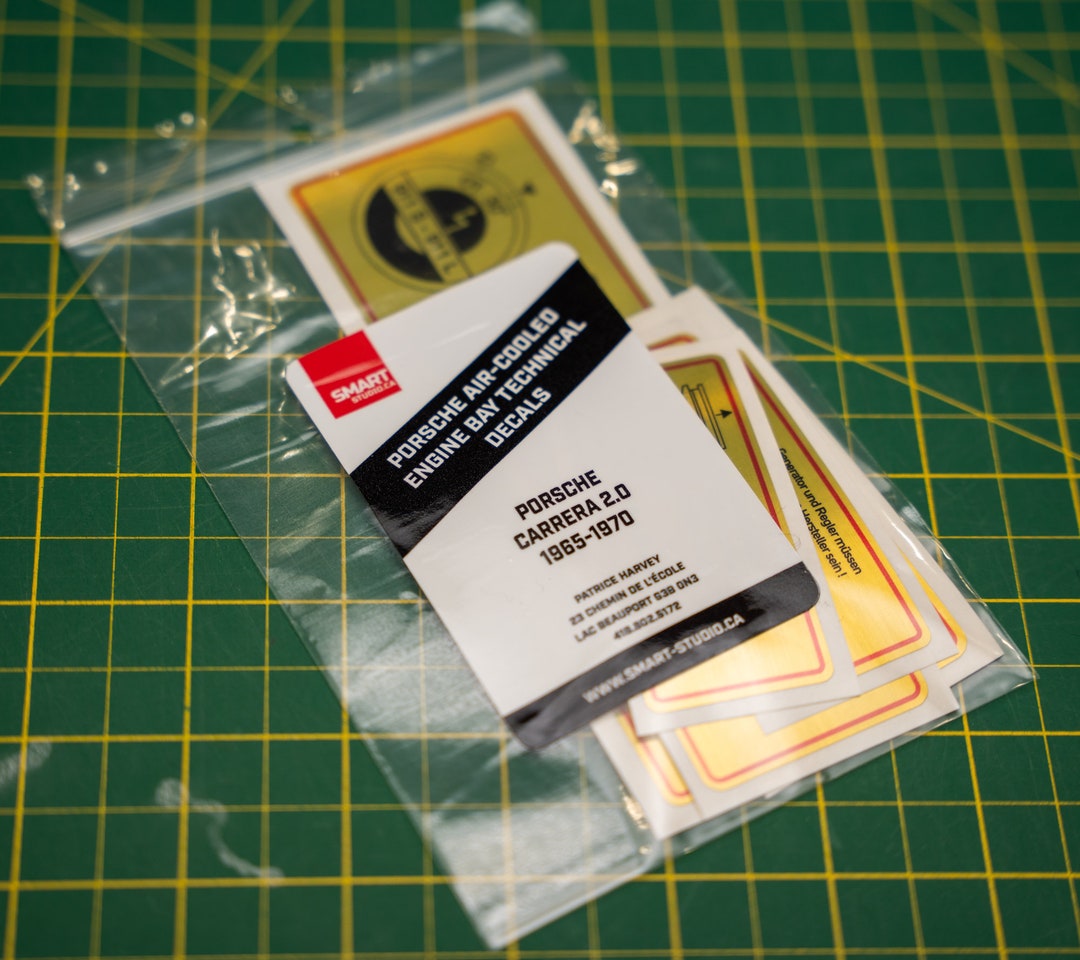 SMART
STUDIO.CA
PORSCHE AIR-COOLED
ENGINE BAY TECHNICAL
DECALS
PORSCHE
CARRERA 2.0
1965-1970
PATRICE HARVEY
23 CHEMIN DE L'ÉCOLE
LAC BEAUPORT G3B 0N3
418.802.5172
WWW.SMART-STUDIO.CA
Generator und Regler müssen
Hersteller sein !